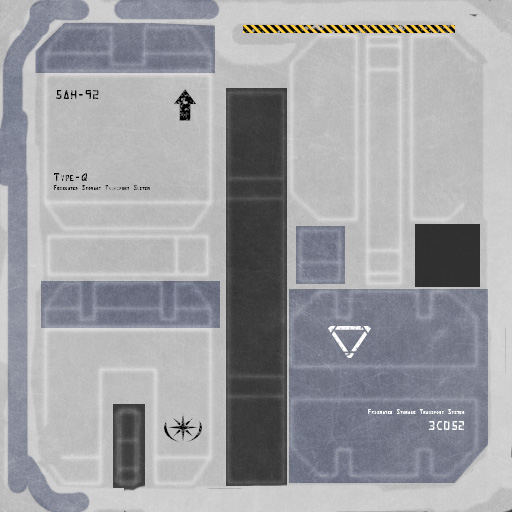 SAH-92
Type-Q
Federated Storage Transport System
Federated Storage Transport System
3CD52